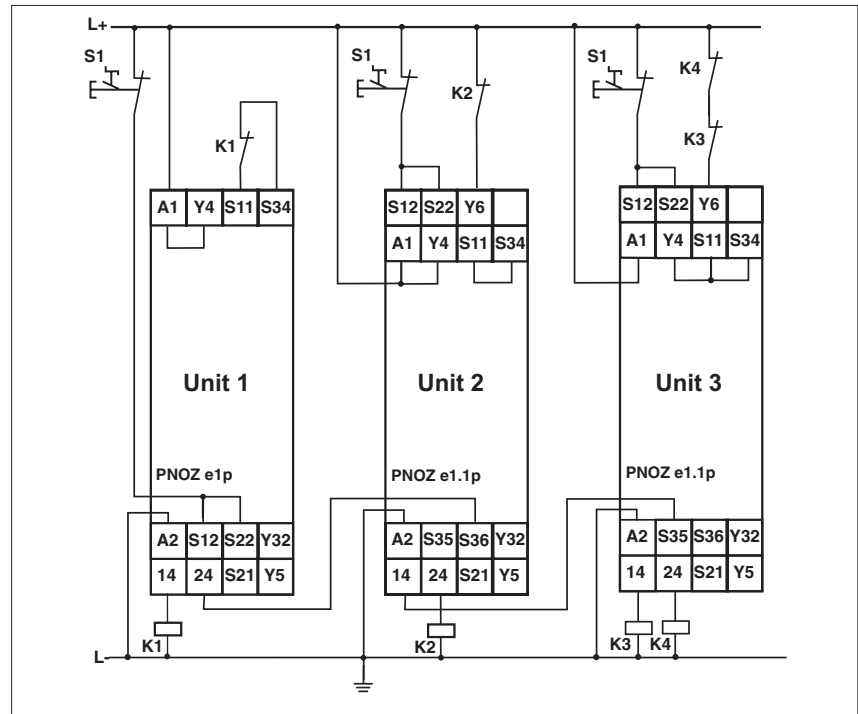 L+
S1
S1
S1
K2
K4
K3
K1
A1 Y4 S11 S34
S12 S22 Y6
A1 Y4 S11 S34
S12 S22 Y6
A1 Y4 S11 S34
Unit 1
Unit 2
Unit 3
PNOZ e1p
PNOZ e1.1p
PNOZ e1.1p
A2 S12 S22 Y32
14 24 S21 Y5
A2 S35 S36 Y32
14 24 S21 Y5
A2 S35 S36 Y32
14 24 S21 Y5
K1
K2
K3
K4
L-